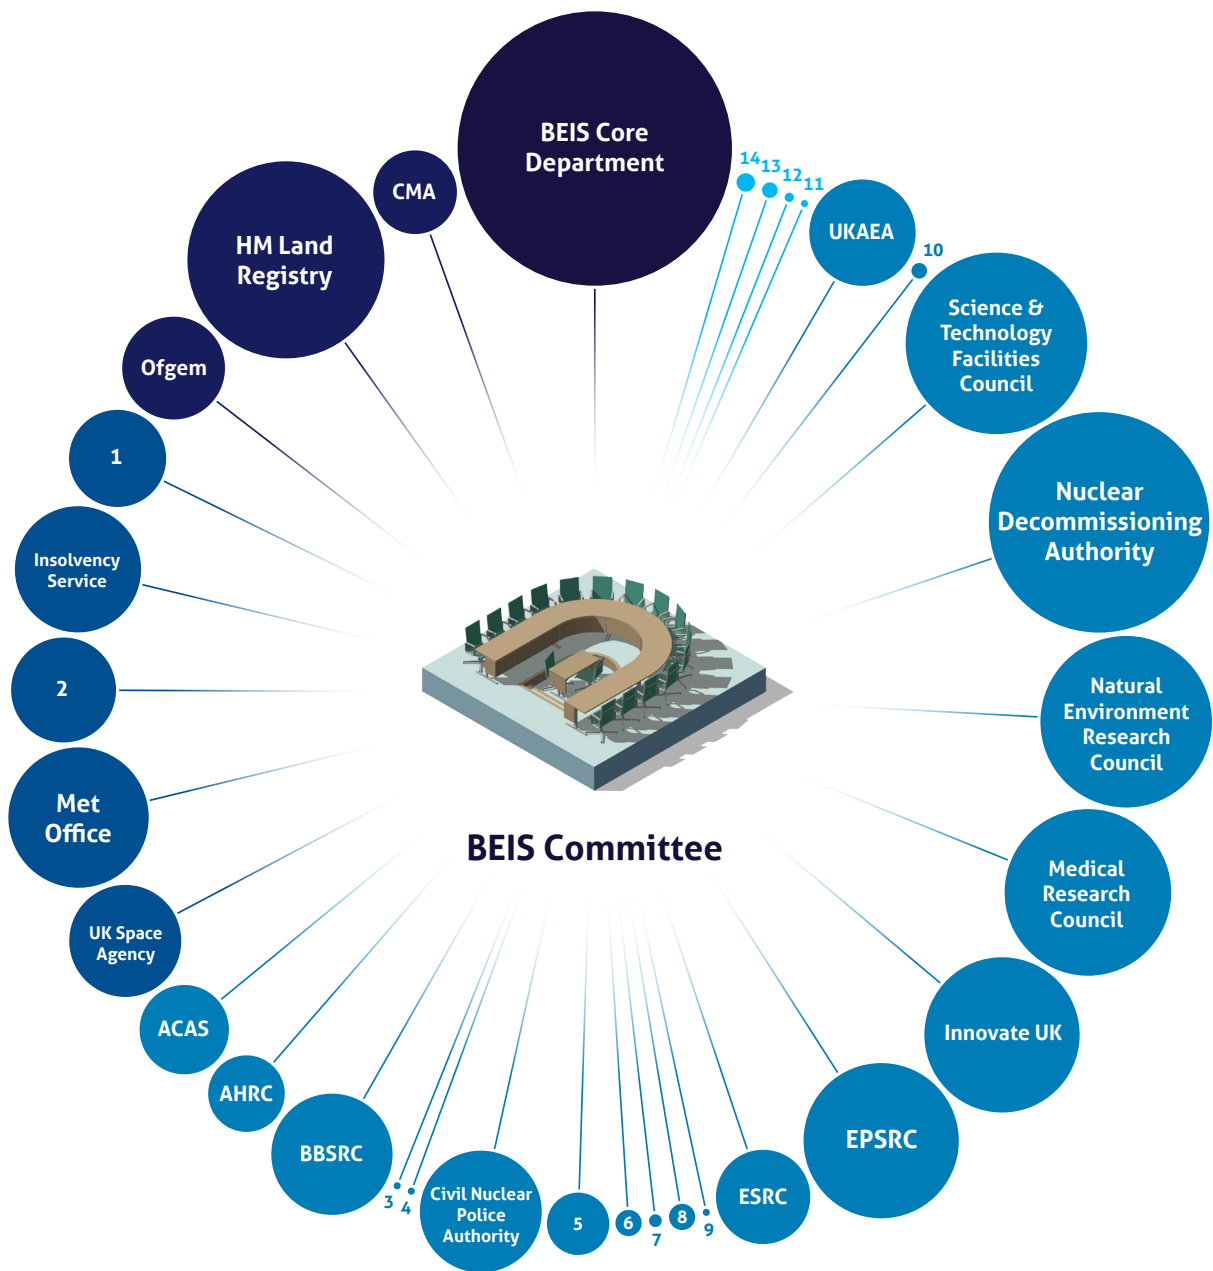 BEIS Core
Department
14
13
12
11
UKAEA
10
Science &
Technology
Facilities
Council
Nuclear
Decommissioning
Authority
Natural
Environment
Research
Council
Medical
Research
Council
Innovate UK
EPSRC
ESRC
9
8
7
6
5
Civil Nuclear
Police
Authority
4
3
BBSRC
AHRC
ACAS
UK Space
Agency
Met
Office
2
Insolvency
Service
1
Ofgem
HM Land
Registry
CMA
BEIS Committee